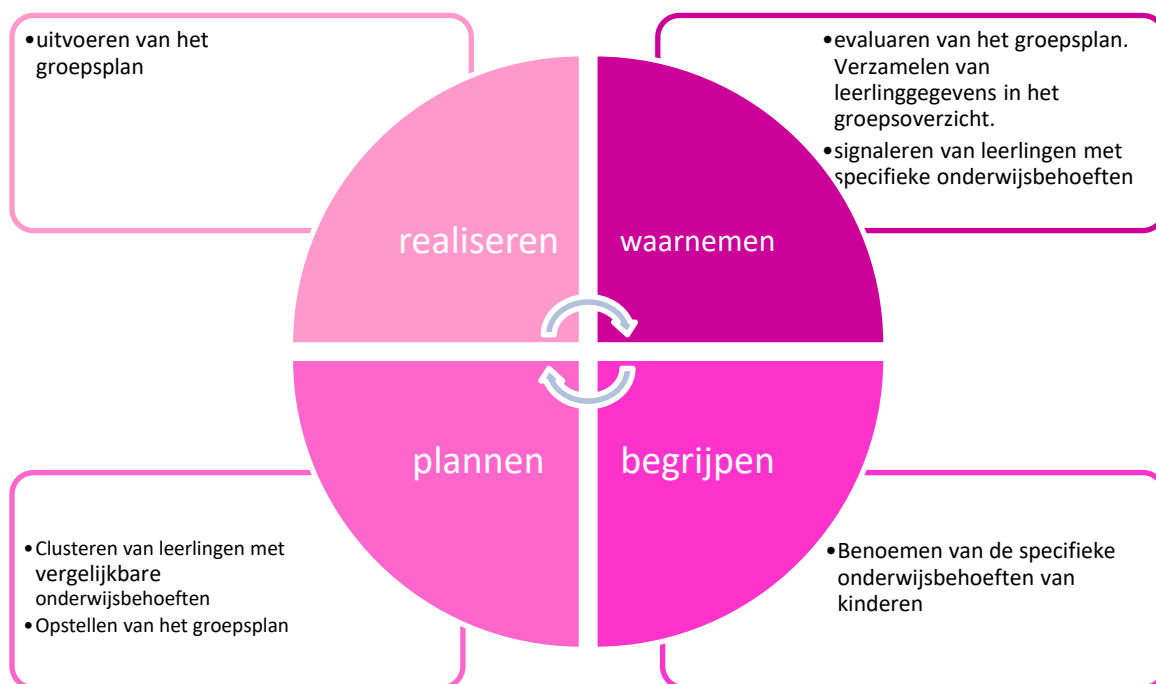 •uitvoeren van het
groepsplan
•evaluaren van het groepsplan.
Verzamelen van
leerlinggegevens in het
groepsoverzicht.
•signaleren van leerlingen met
specifieke onderwijsbehoeften
realiseren
waarnemen
plannen
begrijpen
•Clusteren van leerlingen met
vergelijkbare
onderwijsbehoeften
•Opstellen van het groepsplan
•Benoemen van de specifieke
onderwijsbehoeften van
kinderen